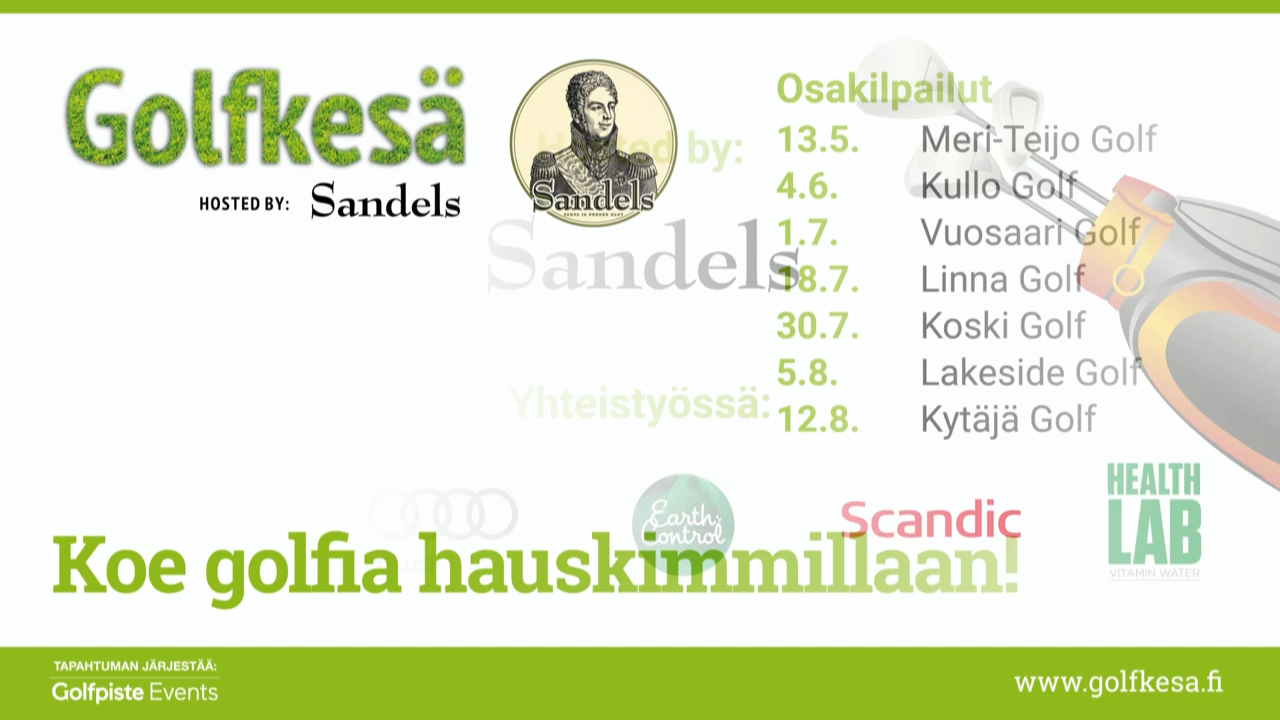 Golfkesä
HOSTED BY: Sandels
Sandels
Hosted by:
Sandels
Osakilpailut
13.5. Meri-Teijo Golf
4.6. Kullo Golf
1.7. Vuosaari Golf
18.7. Linna Golf
30.7. Koski Golf
5.8. Lakeside Golf
12.8. Kytäjä Golf
Yhteistyössä:
Earth Control
Scandic
HEALTH
LAB
VITAMIN WATER
Koe golfia hauskimmillaan!
TAPAHTUMAN JÄRJESTÄÄ:
Golfpiste Events
www.golfkesa.fi